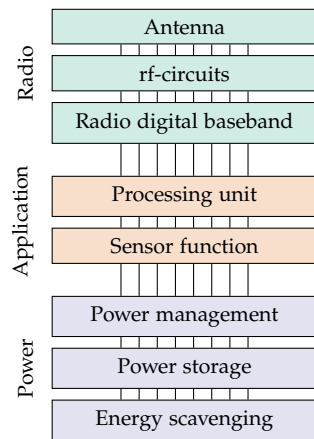 Radio
Antenna
rf-circuits
Radio digital baseband
Application
Processing unit
Sensor function
Power
Power management
Power storage
Energy scavenging